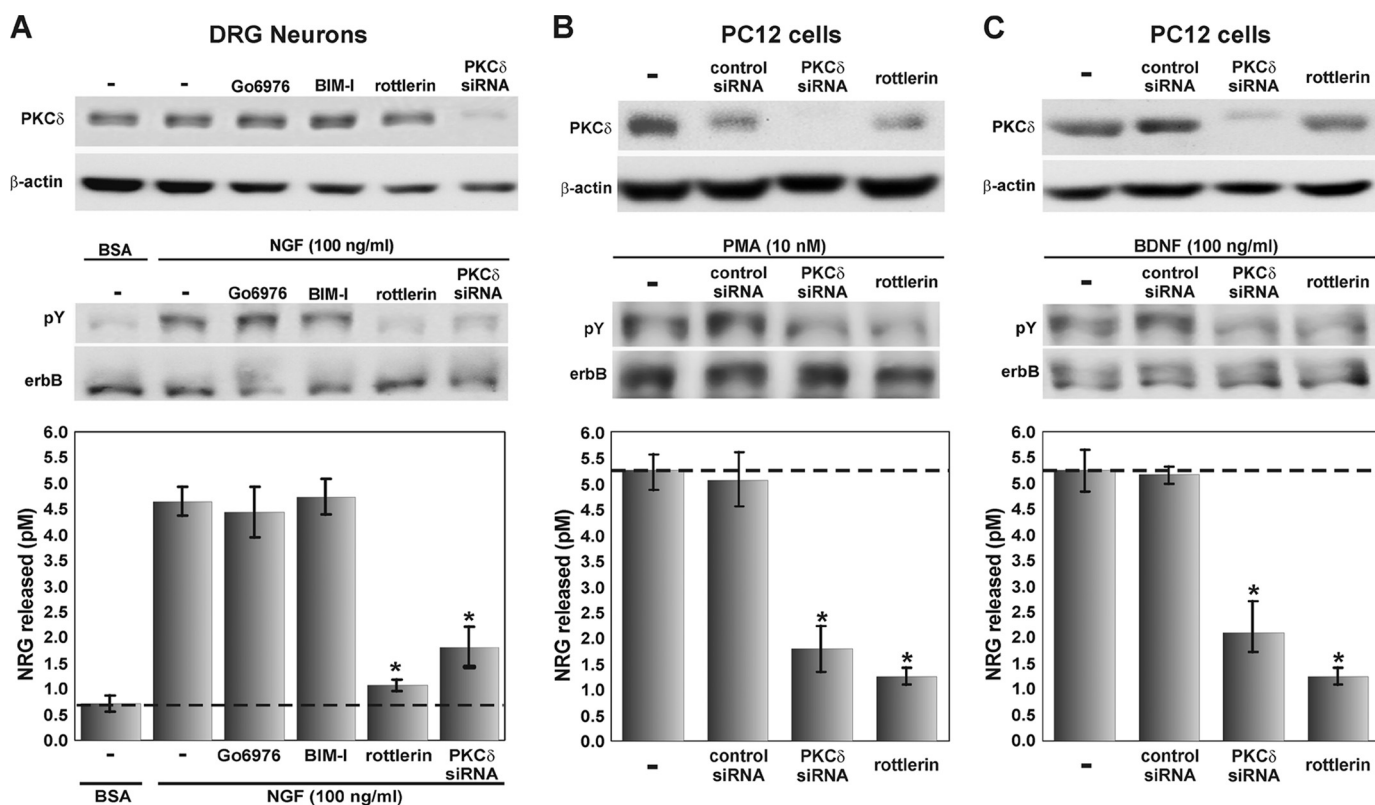 A
DRG Neurons
- - Go6976 BIM-I rottlerin PKCδ siRNA
PKCδ
β-actin
BSA NGF (100 ng/ml)
- - Go6976 BIM-I rottlerin PKCδ siRNA
pY
erbB
NRG released (pM)
6.0
5.5
5.0
4.5
4.0
3.5
3.0
2.5
2.0
1.5
1.0
0.5
0.0
* *
- - Go6976 BIM-I rottlerin PKCδ siRNA
BSA NGF (100 ng/ml)
B
PC12 cells
- control siRNA PKCδ siRNA rottlerin
PKCδ
β-actin
PMA (10 nM)
- control siRNA PKCδ siRNA rottlerin
pY
erbB
NRG released (pM)
6.0
5.5
5.0
4.5
4.0
3.5
3.0
2.5
2.0
1.5
1.0
0.5
0.0
* *
- control siRNA PKCδ siRNA rottlerin
C
PC12 cells
- control siRNA PKCδ siRNA rottlerin
PKCδ
β-actin
BDNF (100 ng/ml)
- control siRNA PKCδ siRNA rottlerin
pY
erbB
NRG released (pM)
6.0
5.5
5.0
4.5
4.0
3.5
3.0
2.5
2.0
1.5
1.0
0.5
0.0
* *
- control siRNA PKCδ siRNA rottlerin